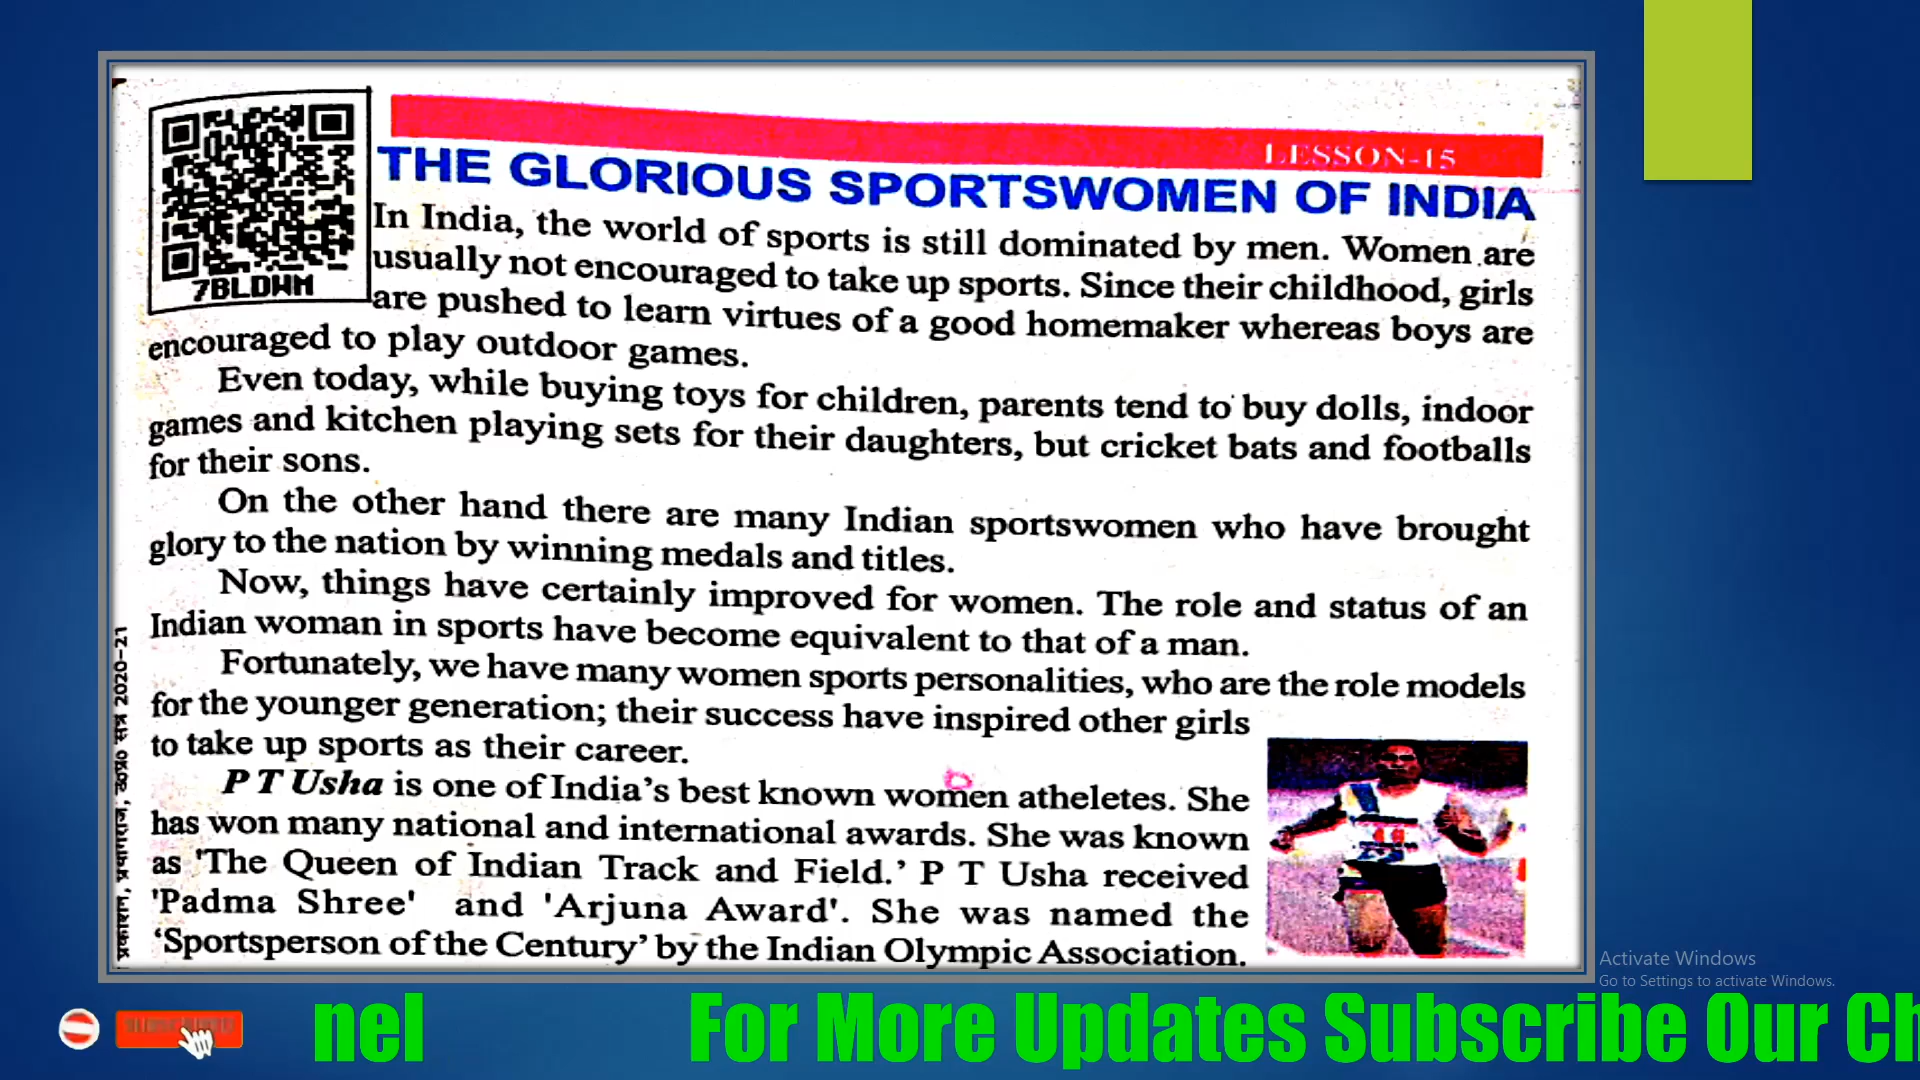 LESSON-15
THE GLORIOUS SPORTSWOMEN OF INDIA
In India, the world of sports is still dominated by men. Women are
usually not encouraged to take up sports. Since their childhood, girls
are pushed to learn virtues of a good homemaker whereas boys are
encouraged to play outdoor games.
Even today, while buying toys for children, parents tend to buy dolls, indoor
games and kitchen playing sets for their daughters, but cricket bats and footballs
for their sons.
On the other hand there are many Indian sportswomen who have brought
glory to the nation by winning medals and titles.
Now, things have certainly improved for women. The role and status of an
Indian woman in sports have become equivalent to that of a man.
Fortunately, we have many women sports personalities, who are the role models
for the younger generation; their success have inspired other girls
to take up sports as their career.
P T Usha is one of India’s best known women atheletes. She
has won many national and international awards. She was known
as 'The Queen of Indian Track and Field.’ P T Usha received
'Padma Shree' and 'Arjuna Award'. She was named the
‘Sportsperson of the Century’ by the Indian Olympic Association.
7BLDWM
2020-21
Activate Windows
Go to Settings to activate Windows.
nel For More Updates Subscribe Our Ch